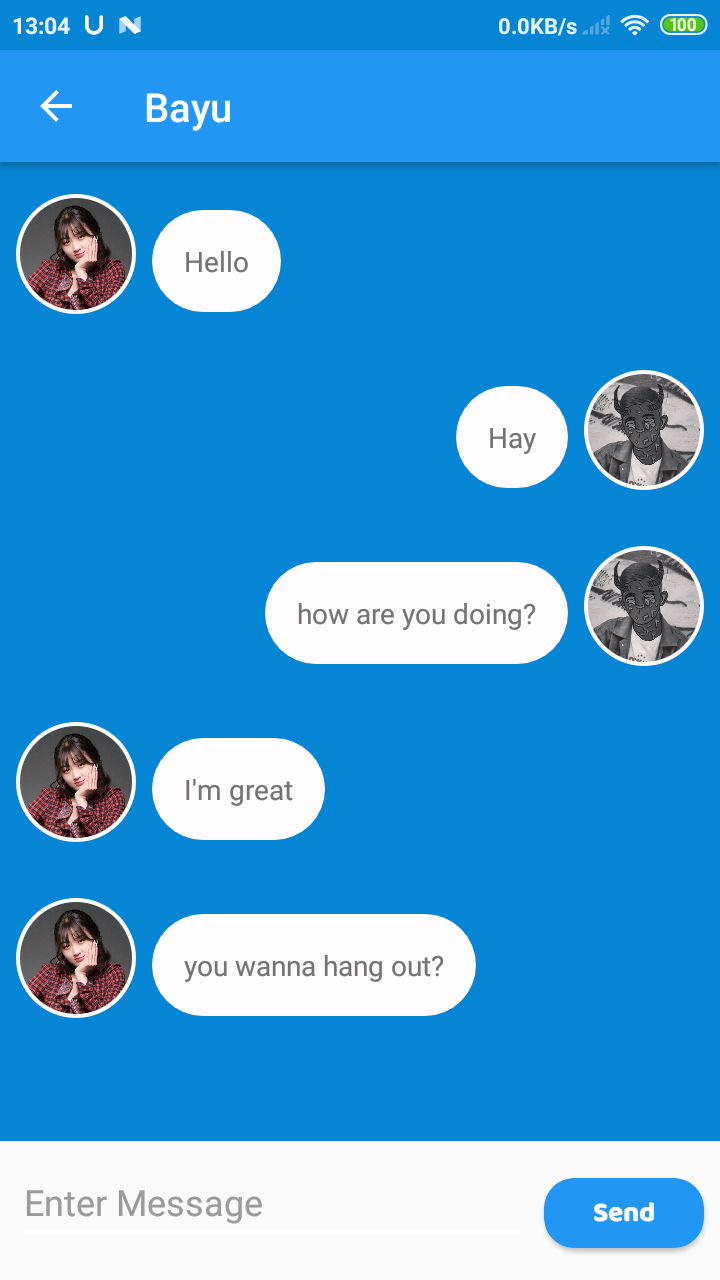 13:04 U N 0.0KB/s 100
Bayu
Hello
Hay
how are you doing?
I'm great
you wanna hang out?
Enter Message
Send